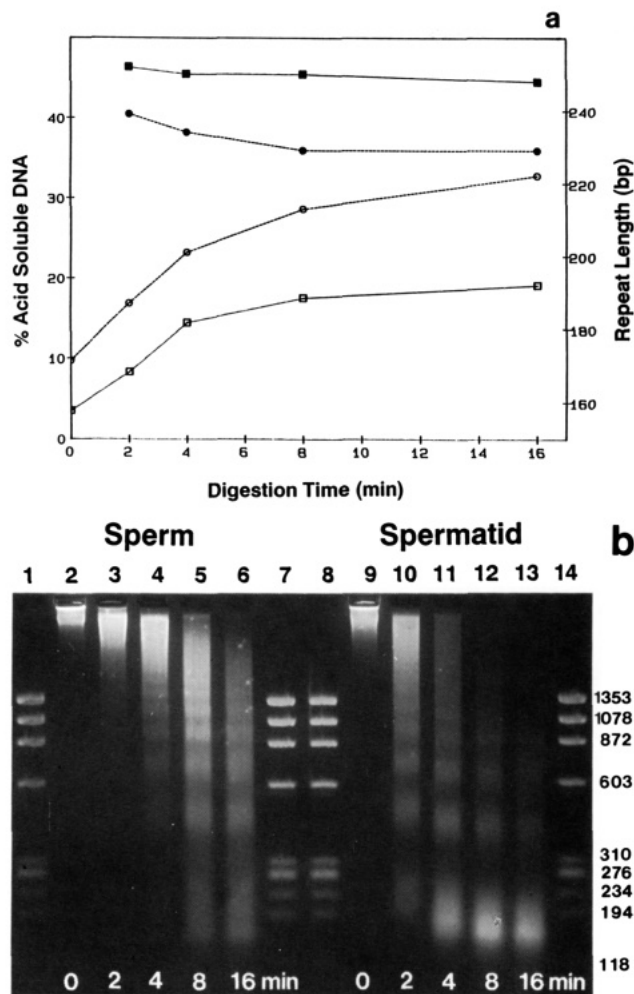 a
% Acid Soluble DNA
40
30
20
10
0
240
220
200
180
160
Repeat Length (bp)
0 2 4 6 8 10 12 14 16
Digestion Time (min)
Sperm Spermatid b
1 2 3 4 5 6 7 8 9 10 11 12 13 14
1353
1078
872
603
310
276
234
194
118
0 2 4 8 16 min 0 2 4 8 16 min